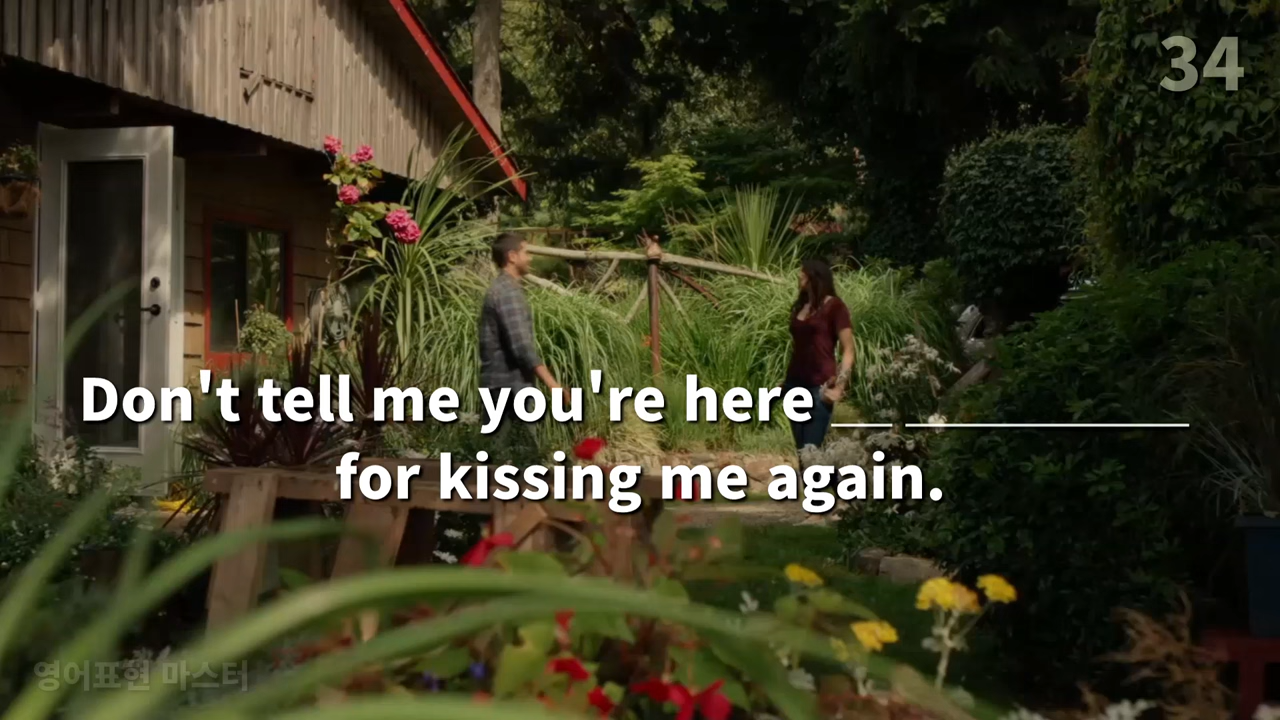 34
Don't tell me you're here __ _________
for kissing me again.
영어표현 마스터